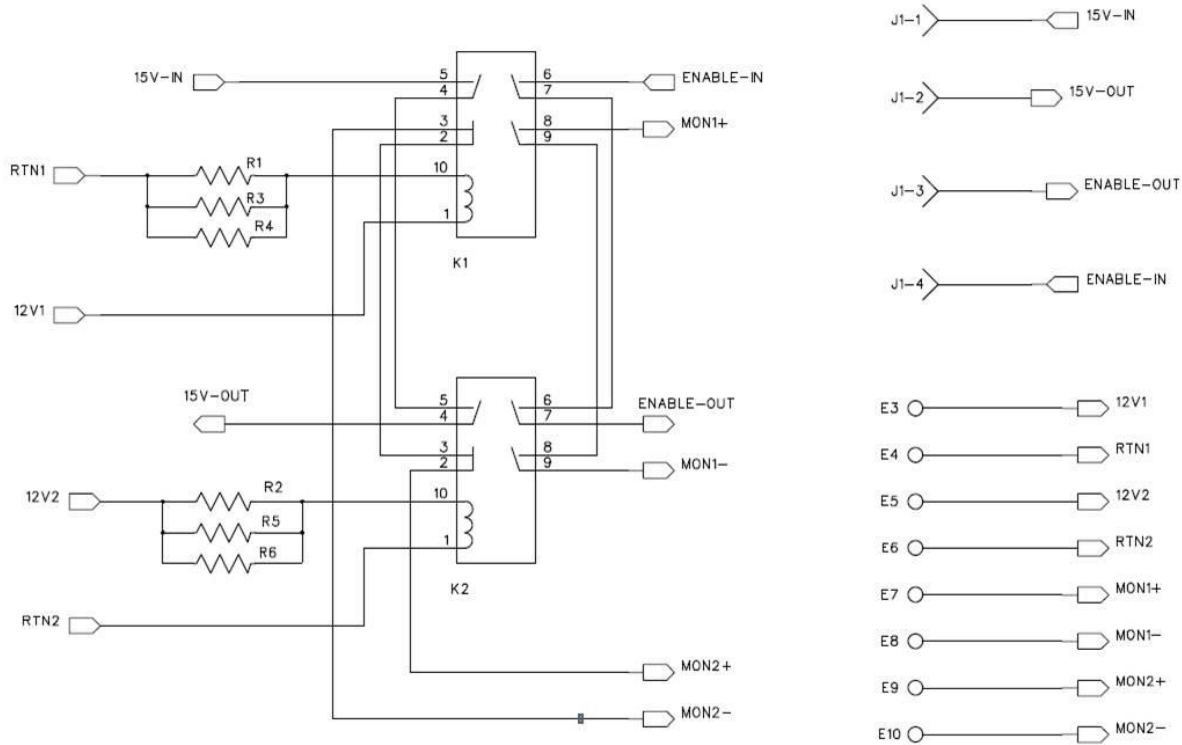 15V-IN
5
4
3
2
10
1
6
7
8
9
ENABLE-IN
MON1+
RTN1
R1
R3
R4
K1
12V1
15V-OUT
5
4
3
2
10
1
6
7
8
9
ENABLE-OUT
MON1-
12V2
R2
R5
R6
K2
RTN2
MON2+
MON2-
J1-1 15V-IN
J1-2 15V-OUT
J1-3 ENABLE-OUT
J1-4 ENABLE-IN
E3 12V1
E4 RTN1
E5 12V2
E6 RTN2
E7 MON1+
E8 MON1-
E9 MON2+
E10 MON2-